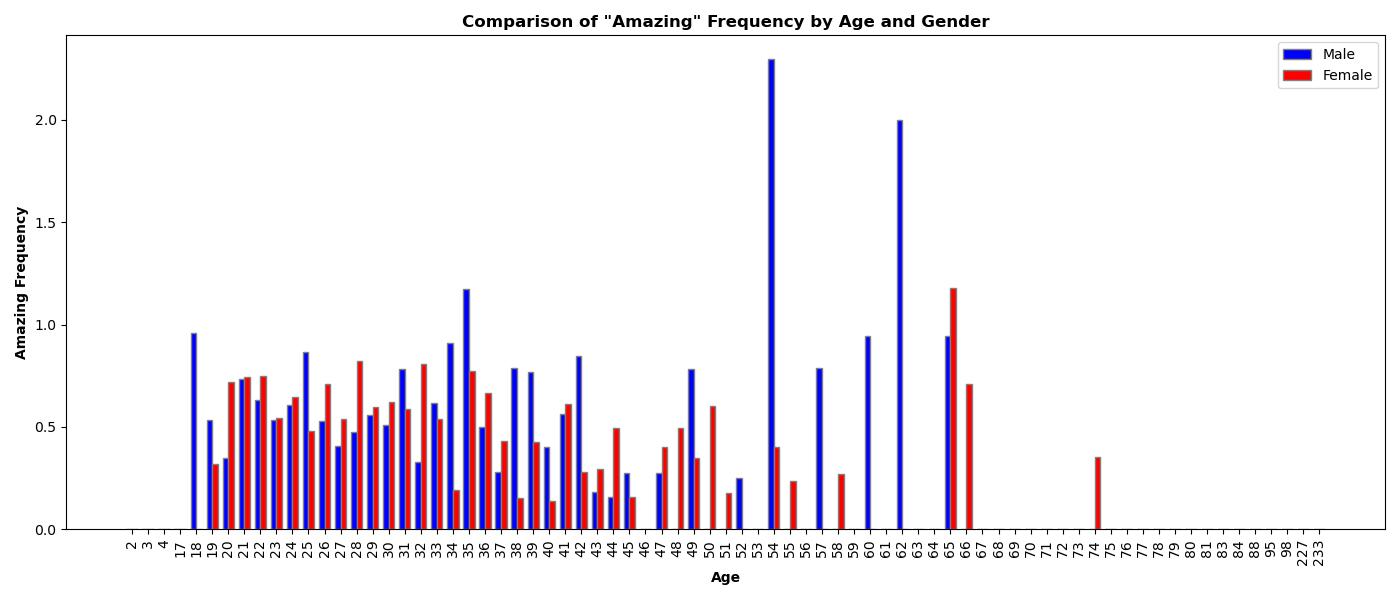 Comparison of "Amazing" Frequency by Age and Gender
Male
Female
2.0
1.5
1.0
0.5
0.0
Amazing Frequency
2 3 4 17 18 19 20 21 22 23 24 25 26 27 28 29 30 31 32 33 34 35 36 37 38 39 40 41 42 43 44 45 46 47 48 49 50 51 52 53 54 55 56 57 58 59 60 61 62 63 64 65 66 67 68 69 70 71 72 73 74 75 76 77 78 79 80 81 83 84 88 95 98 227 233
Age